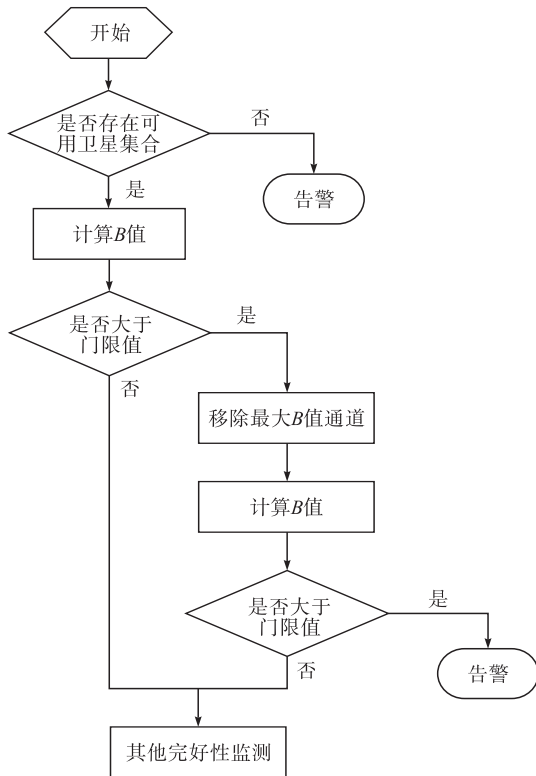 开始
是否存在可
用卫星集合
否
告警
是
计算B值
是否大于
门限值
是
否
移除最大B值通道
计算B值
是否大于
门限值
是
否
告警
其他完好性监测